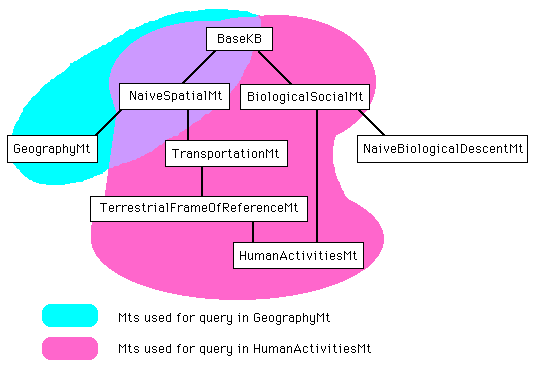 BaseKB
NaiveSpatialMt
BiologicalSocialMt
GeographyMt
TransportationMt
NaiveBiologicalDescentMt
TerrestrialFrameOfReferenceMt
HumanActivitiesMt
Mts used for query in GeographyMt
Mts used for query in HumanActivitiesMt